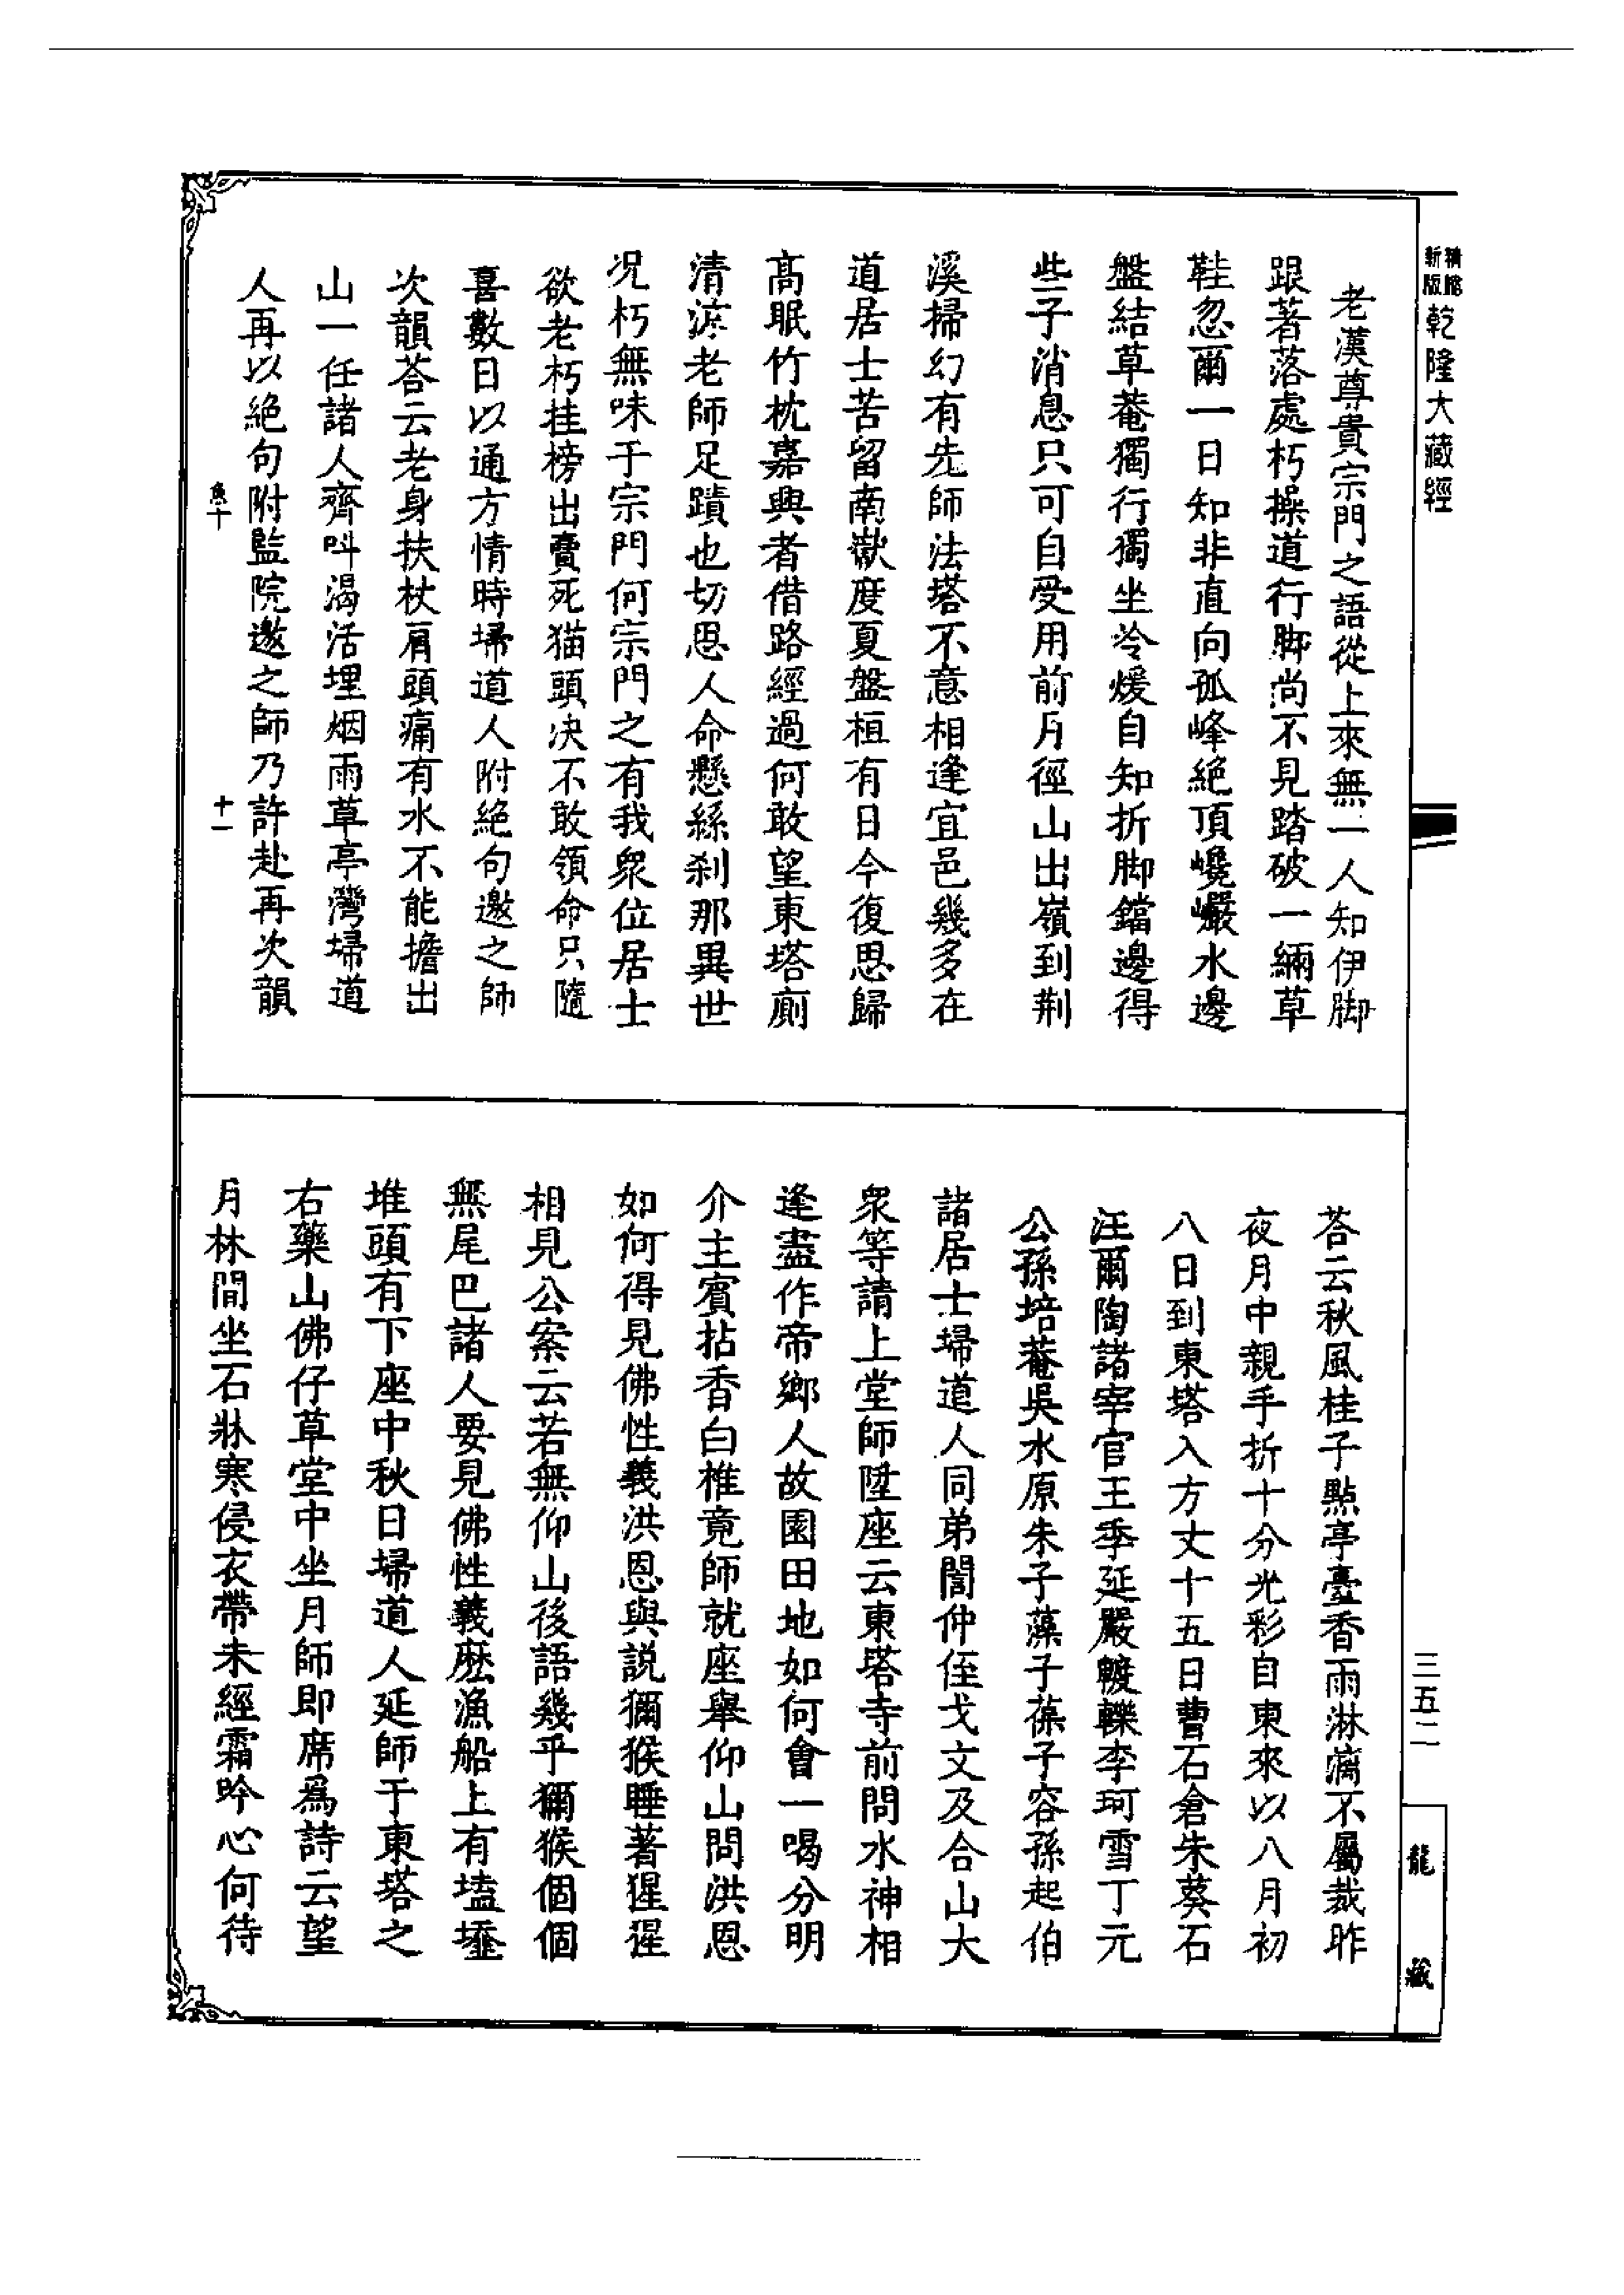 精縮新版乾隆大藏經
老漢尊貴宗門之語從上來無一人知伊脚
跟著落處朽操道行脚尚不見踏破一緉草
鞋忽爾一日知非直向孤峰絕頂巉巖水邊
盤結草菴獨行獨坐冷煖自知折脚鐺邊得
些子消息只可自受用前月徑山出嶺到荆
溪掃幻有先師法塔不意相逢宜邑幾多在
道居士苦留南嶽度夏盤桓有日今復思歸
高眠竹枕嘉興者借路經過何敢望東塔廁
清涼老師足蹟也切思人命懸絲刹那異世
况朽無味于宗門何宗門之有我衆位居士
欲老朽挂榜出賣死猫頭决不敢領命只隨
喜數日以通方情時埽道人附絕句邀之師
次韻荅云老身扶杖肩頭痛有水不能擔出
山一任諸人齊呌渴活埋烟雨草亭灣埽道
人再以絕句附監院邀之師乃許赴再次韻
魚十
十一
荅云秋風桂子點亭臺香雨淋漓不屬裁昨
夜月中親手折十分光彩自東來以八月初
八日到東塔入方丈十五日曹石倉朱葵石
汪爾陶諸宰官王季延嚴轗轢李珂雪丁元
公孫培菴吳水原朱子藻子葆子容孫起伯
諸居士埽道人同弟誾仲侄戈文及合山大
衆等請上堂師陞座云東塔寺前問水神相
逢盡作帝鄉人故園田地如何會一喝分明
介主賓拈香白椎竟師就座舉仰山問洪恩
如何得見佛性義洪恩與説獼猴睡著猩猩
相見公案云若無仰山後語幾乎獼猴個個
無尾巴諸人要見佛性義麽漁船上有𡏖𡎺
堆頭有下座中秋日埽道人延師于東塔之
右藥山佛仔草堂中坐月師即席爲詩云望
月林間坐石牀寒侵衣帶未經霜吟心何待
三五二
龍藏